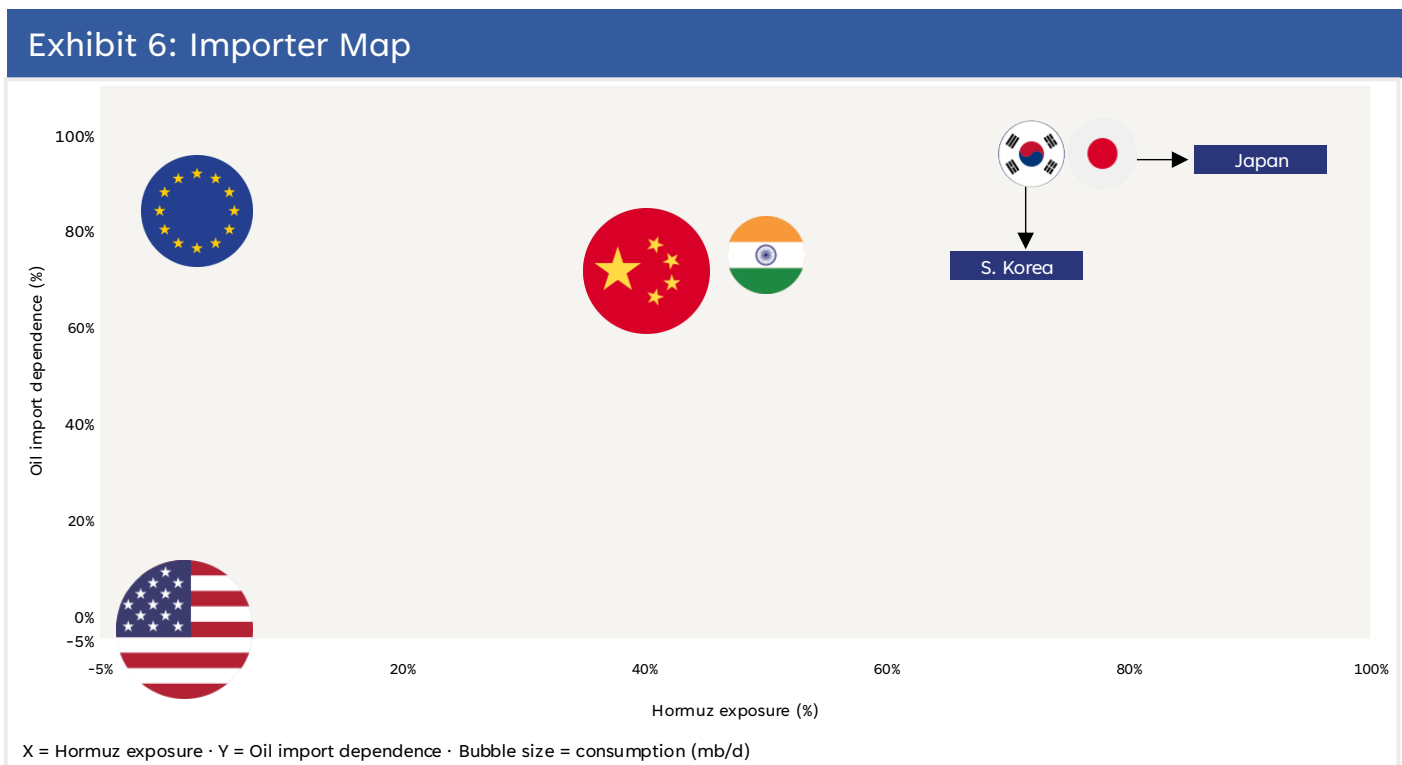 Exhibit 6: Importer Map
100%
80%
60%
40%
20%
0%
-5%
Oil import dependence (%)
Japan
S. Korea
-5%
20%
40%
60%
80%
100%
Hormuz exposure (%)
X = Hormuz exposure · Y = Oil import dependence · Bubble size = consumption (mb/d)